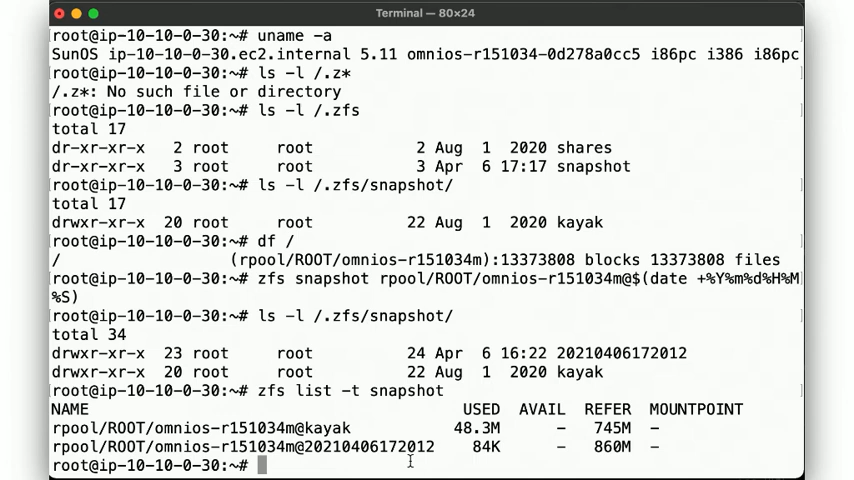 Terminal — 80×24
root@ip-10-10-0-30:~# uname -a
SunOS ip-10-10-0-30.ec2.internal 5.11 omnios-r151034-0d278a0cc5 i86pc i386 i86pc
root@ip-10-10-0-30:~# ls -l /.z*
/.z*: No such file or directory
root@ip-10-10-0-30:~# ls -l /.zfs
total 17
dr-xr-xr-x   2 root     root           2 Aug  1  2020 shares
dr-xr-xr-x   3 root     root           3 Apr  6 17:17 snapshot
root@ip-10-10-0-30:~# ls -l /.zfs/snapshot/
total 17
drwxr-xr-x  20 root     root          22 Aug  1  2020 kayak
root@ip-10-10-0-30:~# df /
/                  (rpool/ROOT/omnios-r151034m):13373808 blocks 13373808 files
root@ip-10-10-0-30:~# zfs snapshot rpool/ROOT/omnios-r151034m@$(date +%Y%m%d%H%M
%S)
root@ip-10-10-0-30:~# ls -l /.zfs/snapshot/
total 34
drwxr-xr-x  23 root     root          24 Apr  6 16:22 20210406172012
drwxr-xr-x  20 root     root          22 Aug  1  2020 kayak
root@ip-10-10-0-30:~# zfs list -t snapshot
NAME                                    USED  AVAIL  REFER  MOUNTPOINT
rpool/ROOT/omnios-r151034m@kayak           48.3M      -   745M  -
rpool/ROOT/omnios-r151034m@20210406172012    84K      -   860M  -
root@ip-10-10-0-30:~#